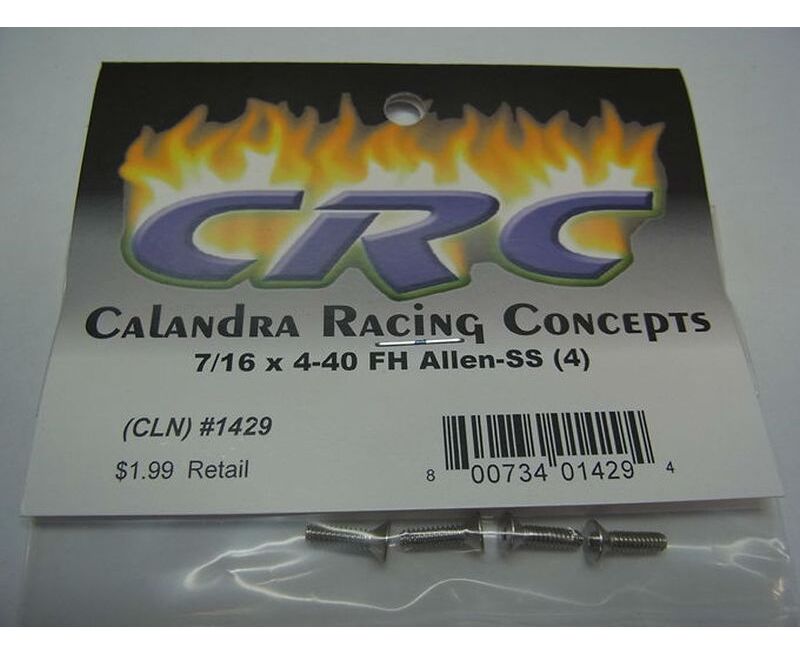 CRC
Calandra Racing Concepts
7/16 x 4-40 FH Allen-SS (4)
(CLN) #1429
$1.99 Retail
8 00734 01429 4